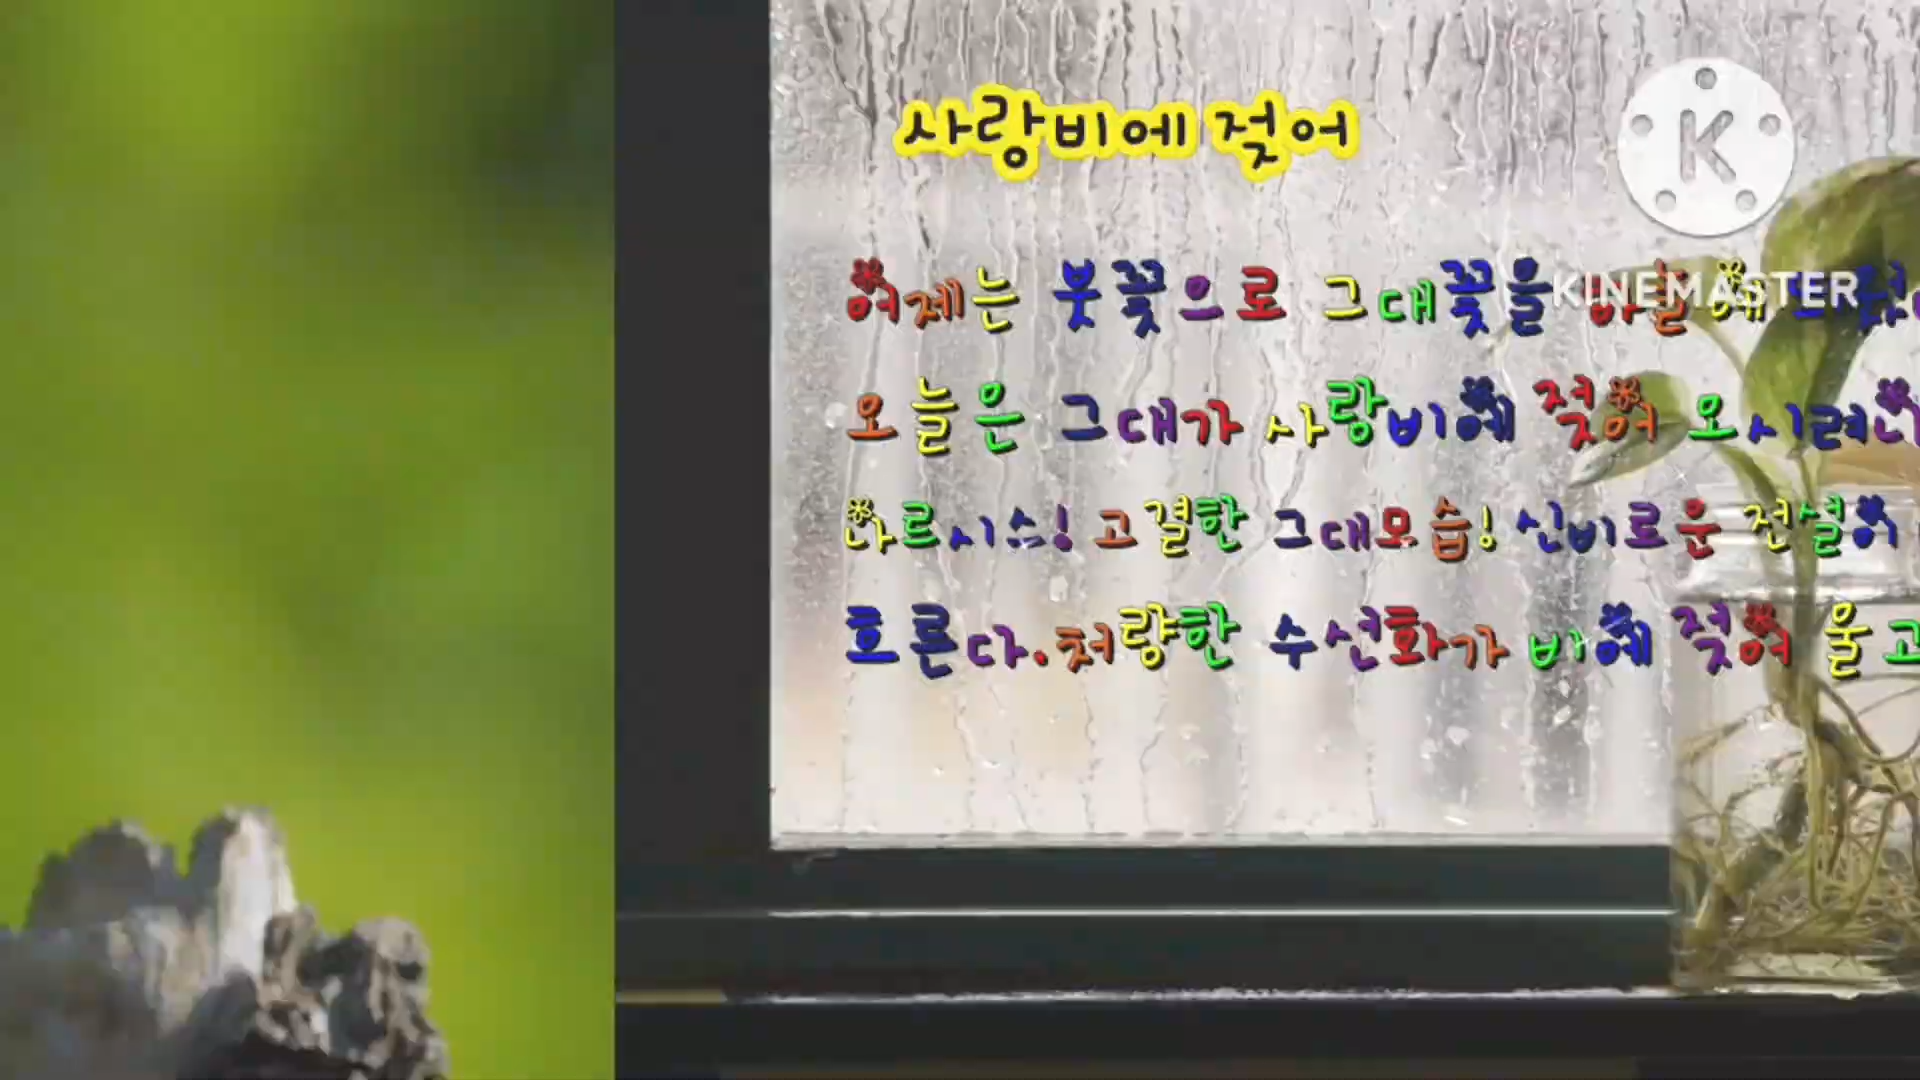 사랑비에 젖어
K
KINEMASTER
어제는 붓꽃으로 그대꽃을
오늘은 그대가 사랑비에 젖어 오시려나
나르시스! 고결한 그대모습! 신비로운 전설이
흐른다.처량한 수선화가 비에 젖어 울고